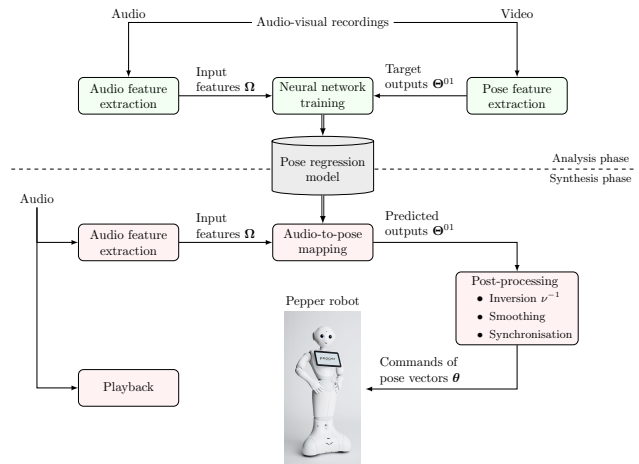 Audio
Audio-visual recordings
Video
Audio feature
extraction
Input
features Ω
Neural network
training
Target
outputs Θ⁰¹
Pose feature
extraction
Pose regression
model
Analysis phase
Synthesis phase
Audio
Audio feature
extraction
Input
features Ω
Audio-to-pose
mapping
Predicted
outputs Θ⁰¹
Post-processing
• Inversion ν⁻¹
• Smoothing
• Synchronisation
Pepper robot
Commands of
pose vectors θ
Playback